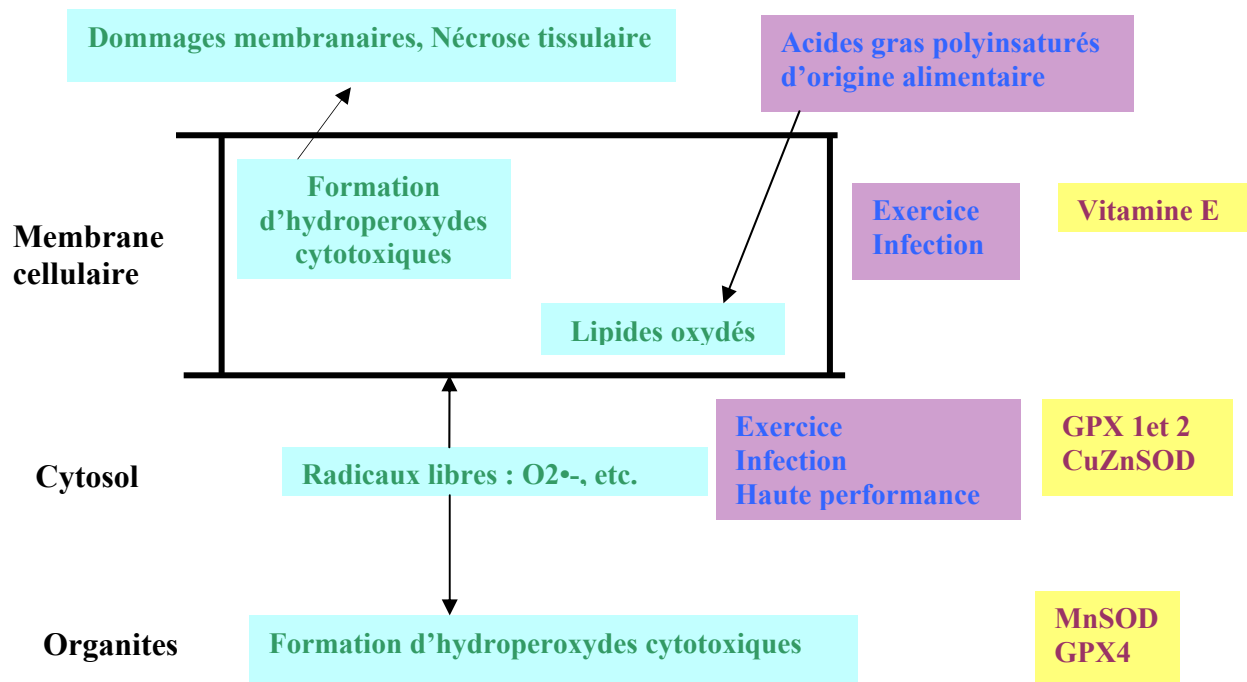 Dommages membranaires, Nécrose tissulaire
Acides gras polyinsaturés
d’origine alimentaire
Formation
d’hydroperoxydes
cytotoxiques
Membrane
cellulaire
Exercice
Infection
Vitamine E
Lipides oxydés
Cytosol
Radicaux libres : O2•-, etc.
Exercice
Infection
Haute performance
GPX 1et 2
CuZnSOD
Organites
Formation d’hydroperoxydes cytotoxiques
MnSOD
GPX4